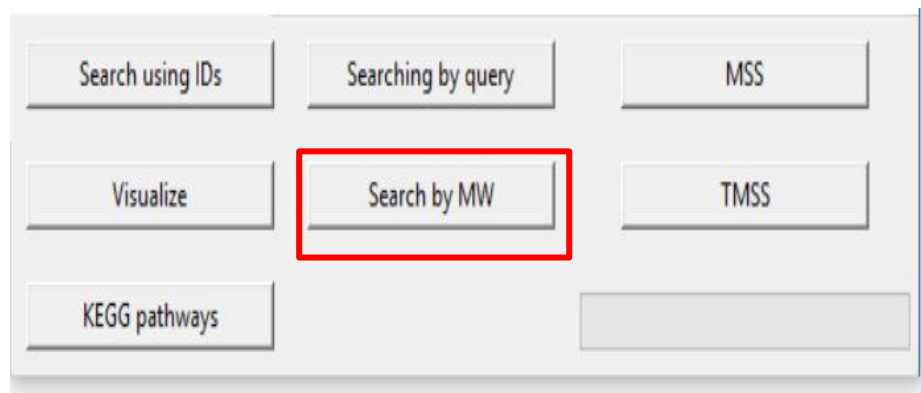 Search using IDs
Searching by query
MSS
Visualize
Search by MW
TMSS
KEGG pathways